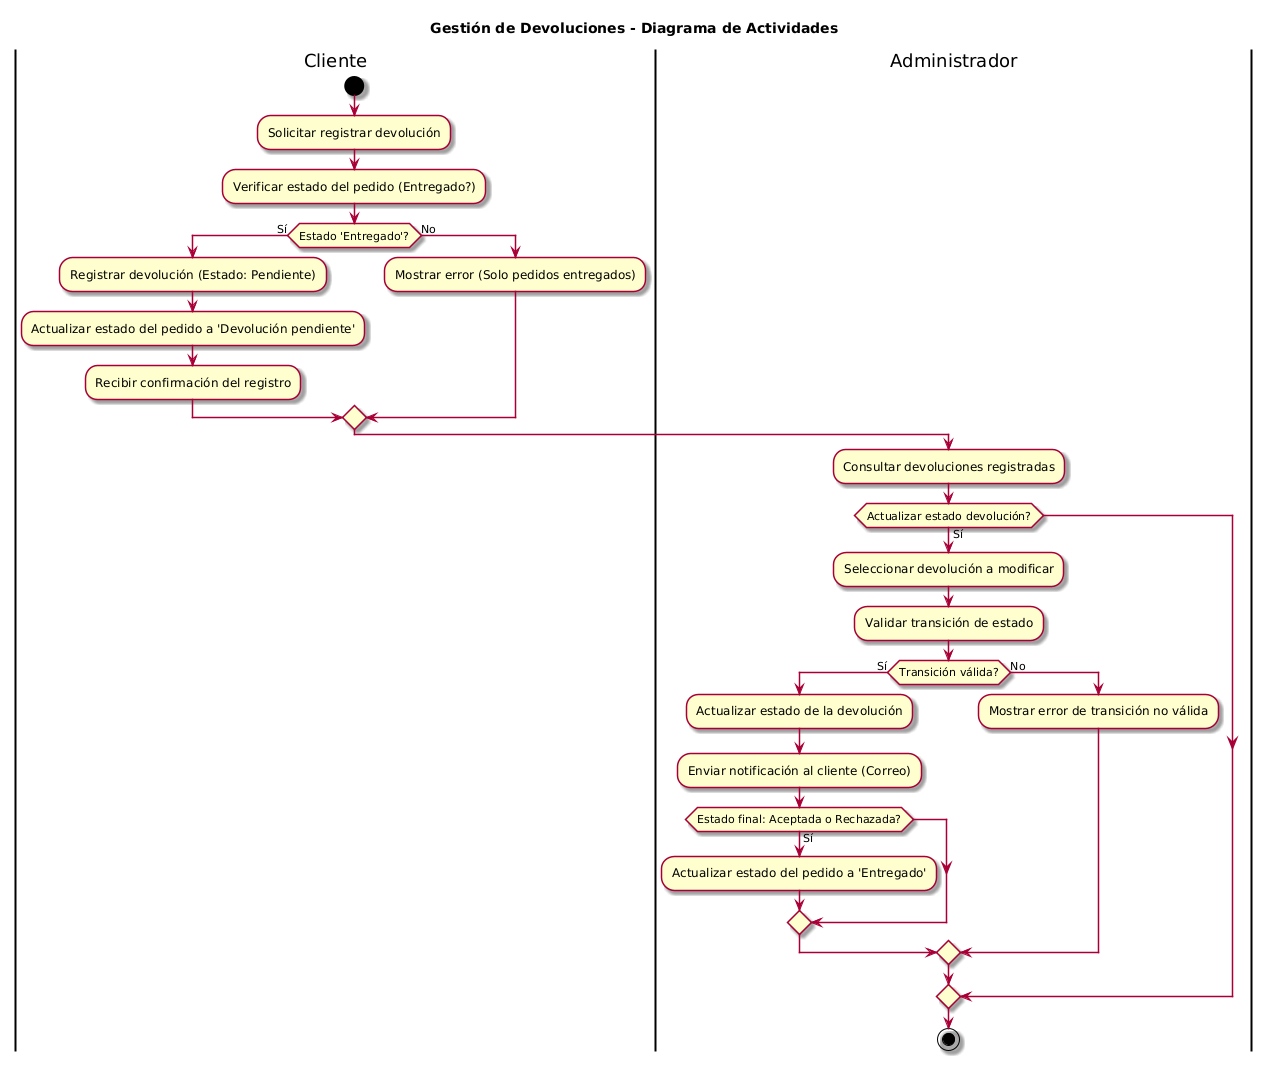 Gestión de Devoluciones - Diagrama de Actividades
Cliente
Administrador
Solicitar registrar devolución
Verificar estado del pedido (Entregado?)
Sí
Estado 'Entregado'?
No
Registrar devolución (Estado: Pendiente)
Mostrar error (Solo pedidos entregados)
Actualizar estado del pedido a 'Devolución pendiente'
Recibir confirmación del registro
Consultar devoluciones registradas
Actualizar estado devolución?
Sí
Seleccionar devolución a modificar
Validar transición de estado
Sí
Transición válida?
No
Actualizar estado de la devolución
Mostrar error de transición no válida
Enviar notificación al cliente (Correo)
Estado final: Aceptada o Rechazada?
Sí
Actualizar estado del pedido a 'Entregado'